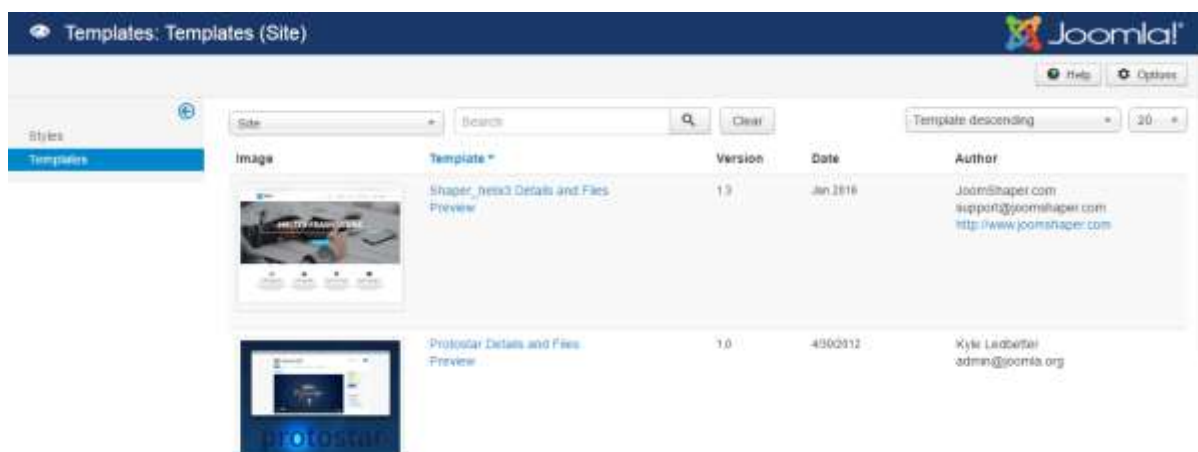 Templates: Templates (Site)
Joomla!
Help
Options
Styles
Templates
Site
Search
Clear
Template descending
20
Image
Template
Version
Date
Author
Shaper_helix3 Details and Files
1.3
Jan 2016
JoomShaper.com
Preview
support@joomshaper.com
http://www.joomshaper.com
Protostar Details and Files
1.0
4/30/2012
Kyle Ledbetter
Preview
admin@joomla.org
protostar